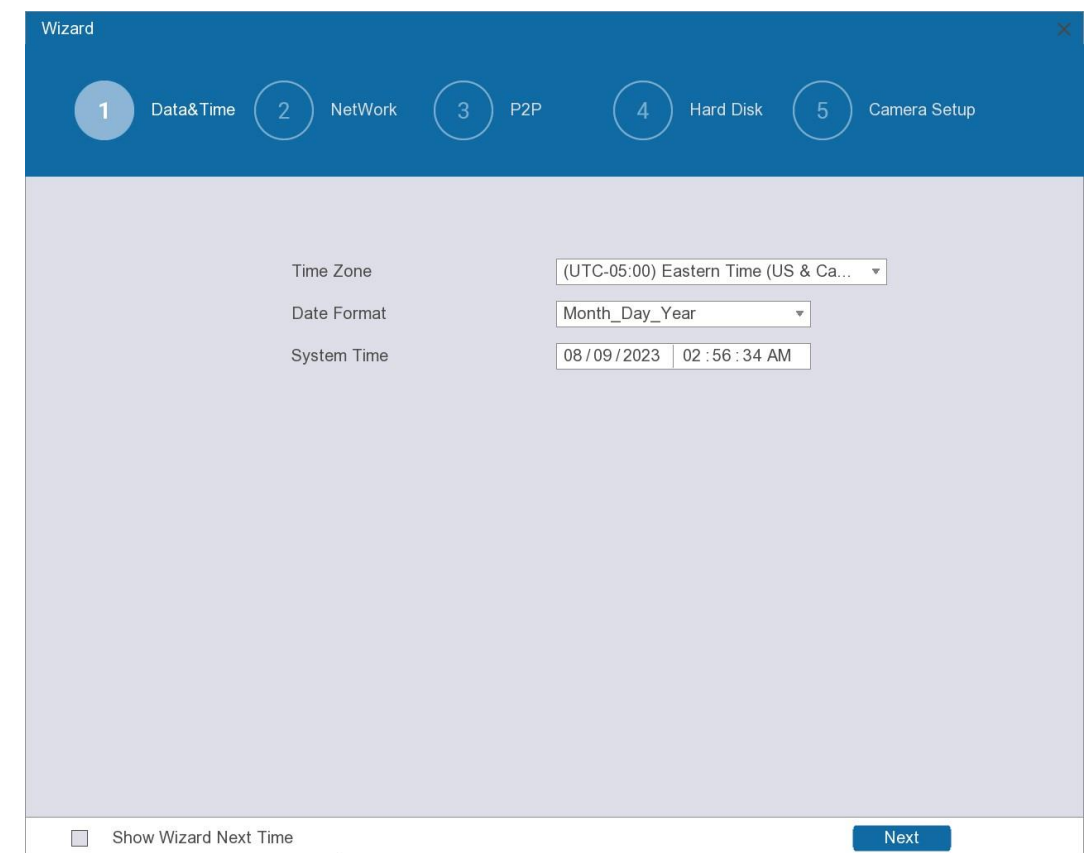 Wizard
1 Data&Time 2 NetWork 3 P2P 4 Hard Disk 5 Camera Setup
Time Zone (UTC-05:00) Eastern Time (US & Ca...
Date Format Month_Day_Year
System Time 08/09/2023 02:56:34 AM
Show Wizard Next Time Next